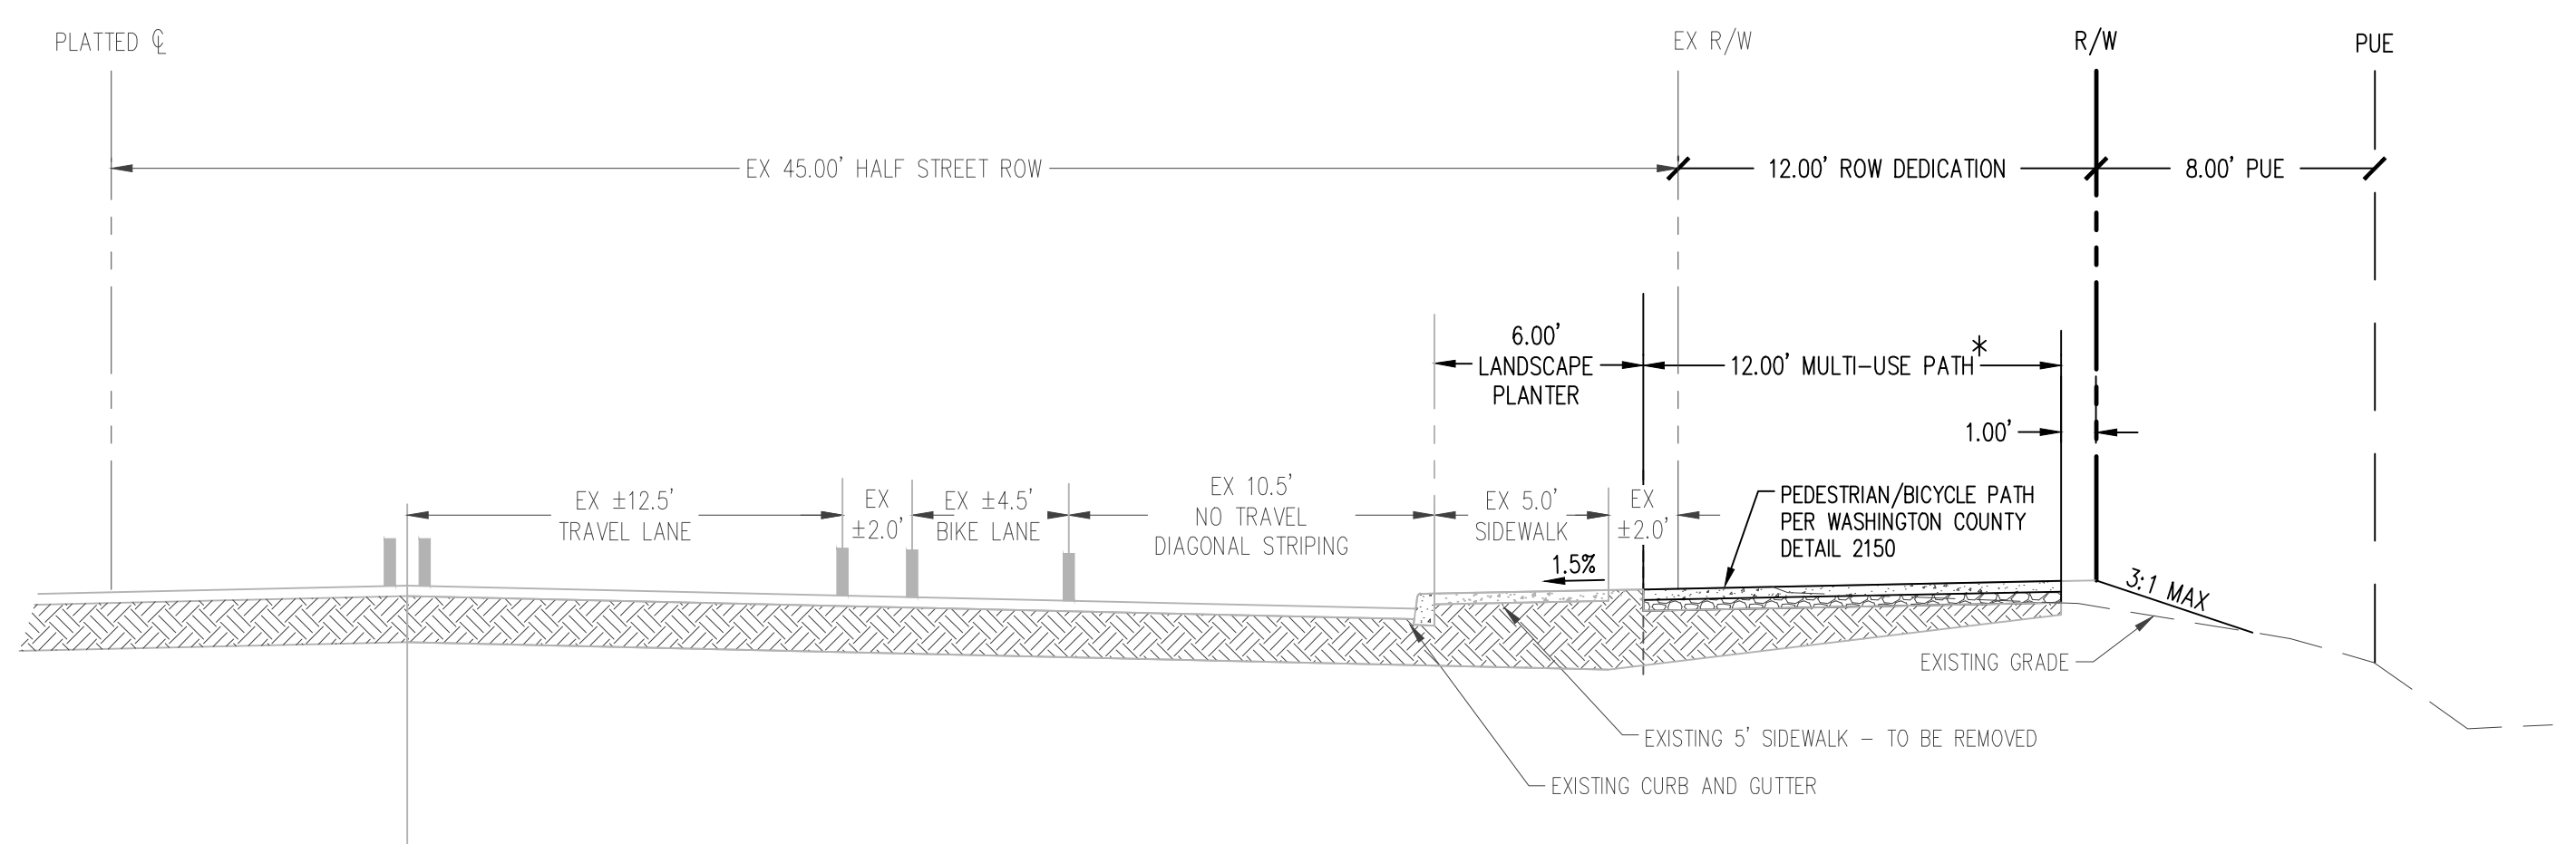 PLATTED ℄
EX R/W
R/W
PUE
EX 45.00' HALF STREET ROW
12.00' ROW DEDICATION
8.00' PUE
6.00'
LANDSCAPE
PLANTER
12.00' MULTI-USE PATH*
1.00'
EX ±12.5'
TRAVEL LANE
EX
±2.0'
EX ±4.5'
BIKE LANE
EX 10.5'
NO TRAVEL
DIAGONAL STRIPING
EX 5.0'
SIDEWALK
EX
±2.0'
PEDESTRIAN/BICYCLE PATH
PER WASHINGTON COUNTY
DETAIL 2150
1.5%
3:1 MAX
EXISTING GRADE
EXISTING 5' SIDEWALK - TO BE REMOVED
EXISTING CURB AND GUTTER